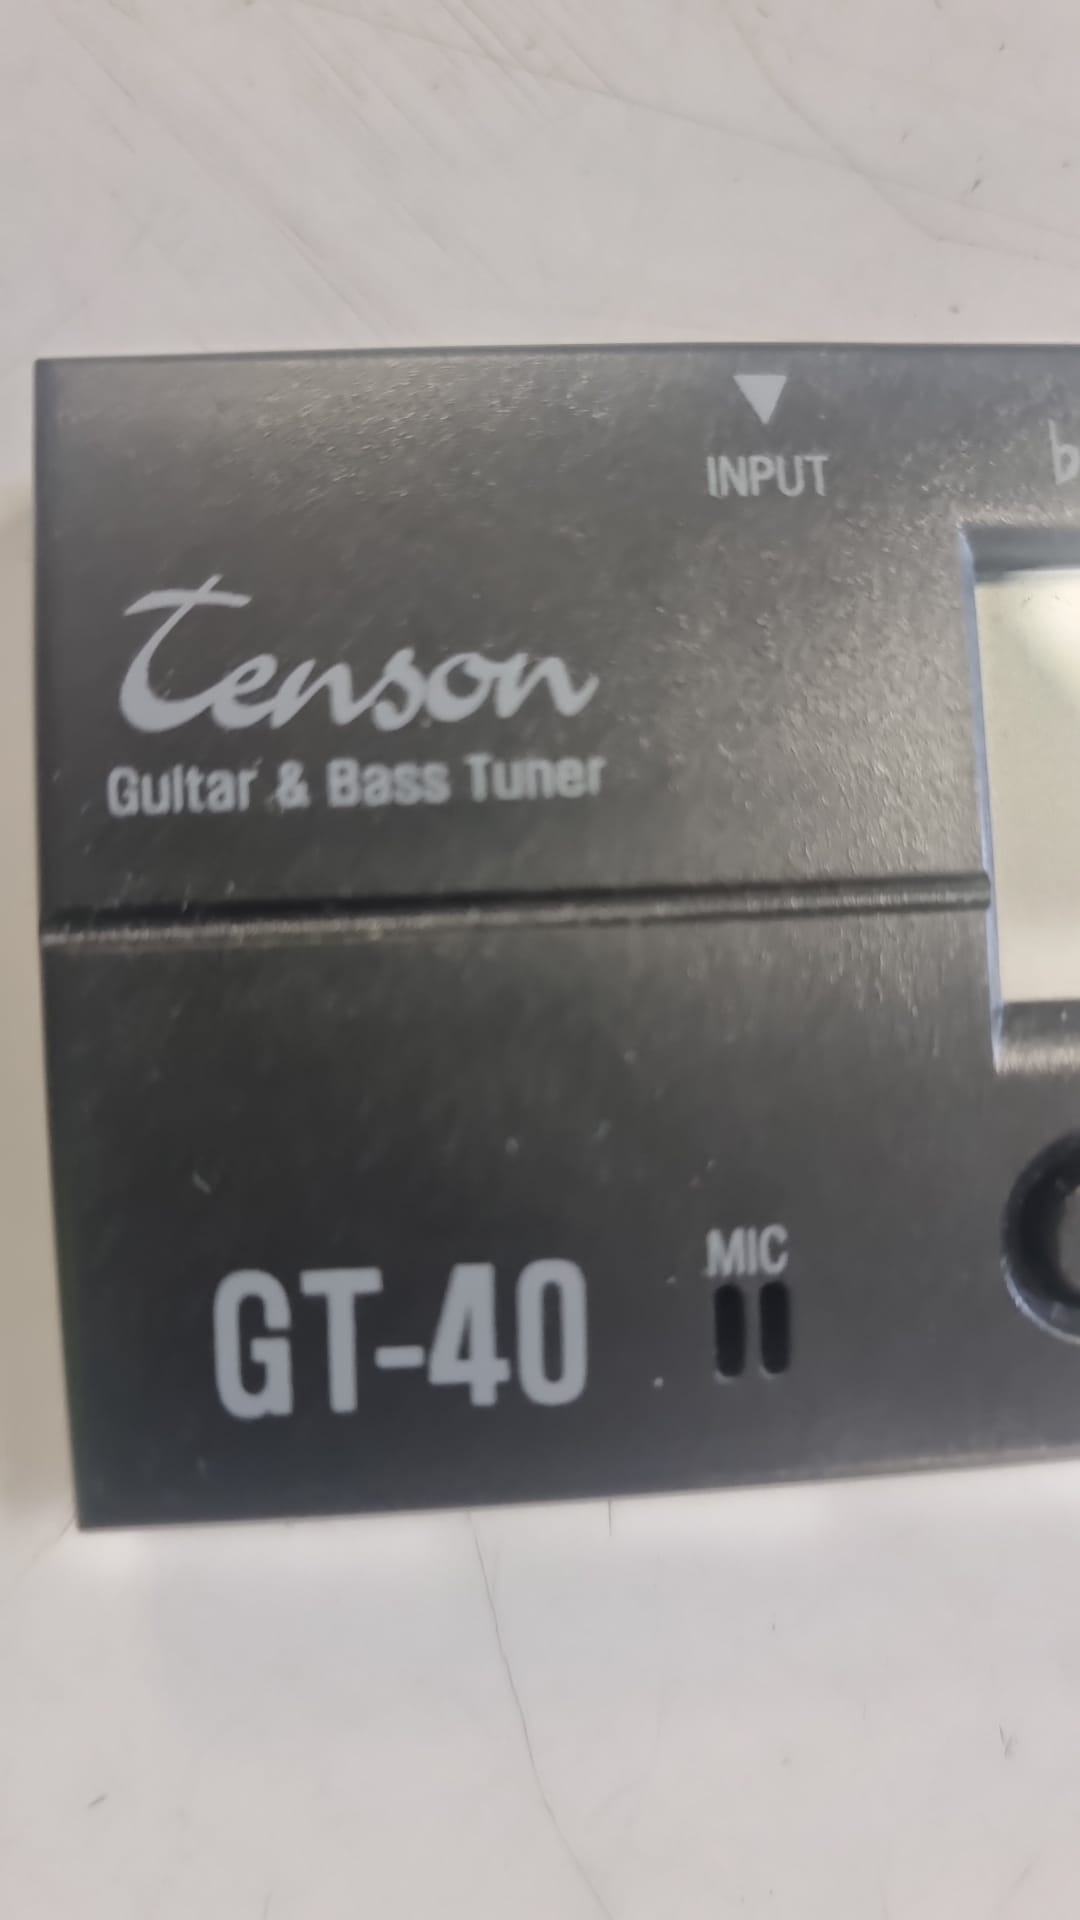 INPUT
b
Tenson
Guitar & Bass Tuner
GT-40
MIC